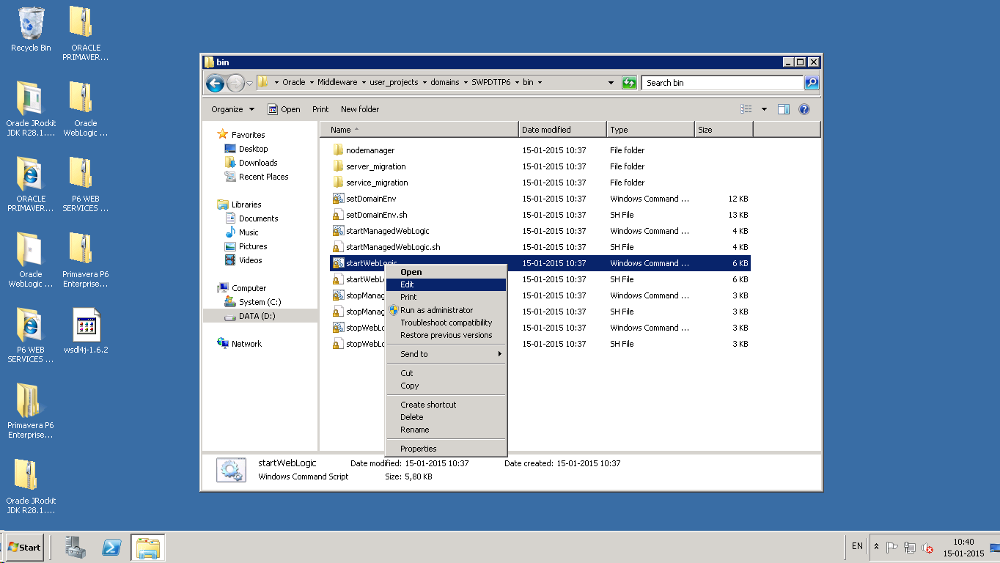 Recycle Bin
ORACLE
PRIMAVER...
Oracle JRockit
JDK R28.1....
Oracle
WebLogic ...
ORACLE
PRIMAVER...
P6 WEB
SERVICES ...
Oracle
WebLogic ...
Primavera P6
Enterprise...
P6 WEB
SERVICES ...
wsdl4j-1.6.2
Primavera P6
Enterprise...
Oracle JRockit
JDK R28.1....
bin
Oracle Middleware user_projects domains SWPDTTP6 bin
Search bin
Organize Open Print New folder
Favorites
Desktop
Downloads
Recent Places
Libraries
Documents
Music
Pictures
Videos
Computer
System (C:)
DATA (D:)
Network
Name Date modified Type Size
nodemanager 15-01-2015 10:37 File folder
server_migration 15-01-2015 10:37 File folder
service_migration 15-01-2015 10:37 File folder
setDomainEnv 15-01-2015 10:37 Windows Command ... 12 KB
setDomainEnv.sh 15-01-2015 10:37 SH File 13 KB
startManagedWebLogic 15-01-2015 10:37 Windows Command ... 4 KB
startManagedWebLogic.sh 15-01-2015 10:37 SH File 4 KB
startWebLogic 15-01-2015 10:37 Windows Command ... 6 KB
startWebL 15-01-2015 10:37 SH File 6 KB
stopManag 15-01-2015 10:37 Windows Command ... 3 KB
stopManag 15-01-2015 10:37 SH File 3 KB
stopWebLo 15-01-2015 10:37 Windows Command ... 3 KB
stopWebLo 15-01-2015 10:37 SH File 3 KB
Open
Edit
Print
Run as administrator
Troubleshoot compatibility
Restore previous versions
Send to
Cut
Copy
Create shortcut
Delete
Rename
Properties
startWebLogic Date modified: 15-01-2015 10:37 Date created: 15-01-2015 10:37
Windows Command Script Size: 5,80 KB
Start
EN
10:40
15-01-2015